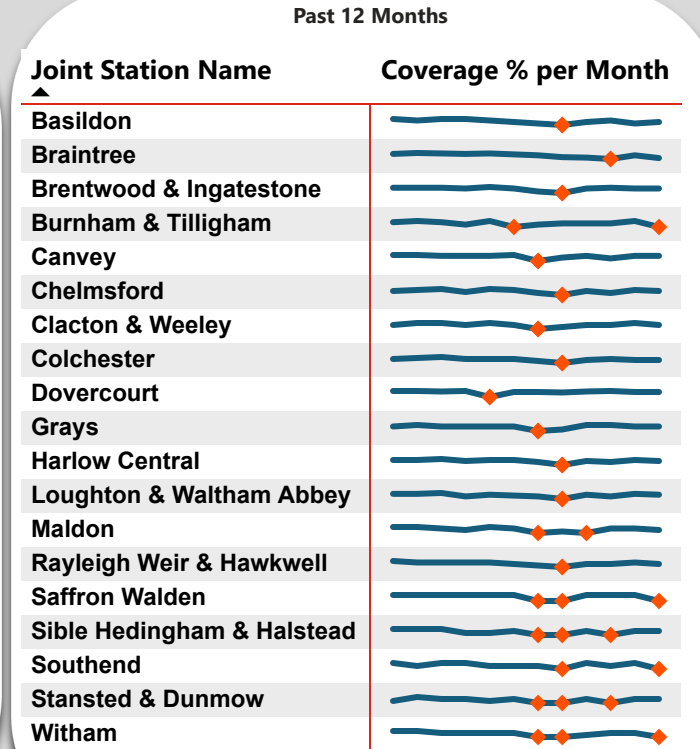 Past 12 Months
Joint Station Name Coverage % per Month
Basildon
Braintree
Brentwood & Ingatestone
Burnham & Tilligham
Canvey
Chelmsford
Clacton & Weeley
Colchester
Dovercourt
Grays
Harlow Central
Loughton & Waltham Abbey
Maldon
Rayleigh Weir & Hawkwell
Saffron Walden
Sible Hedingham & Halstead
Southend
Stansted & Dunmow
Witham